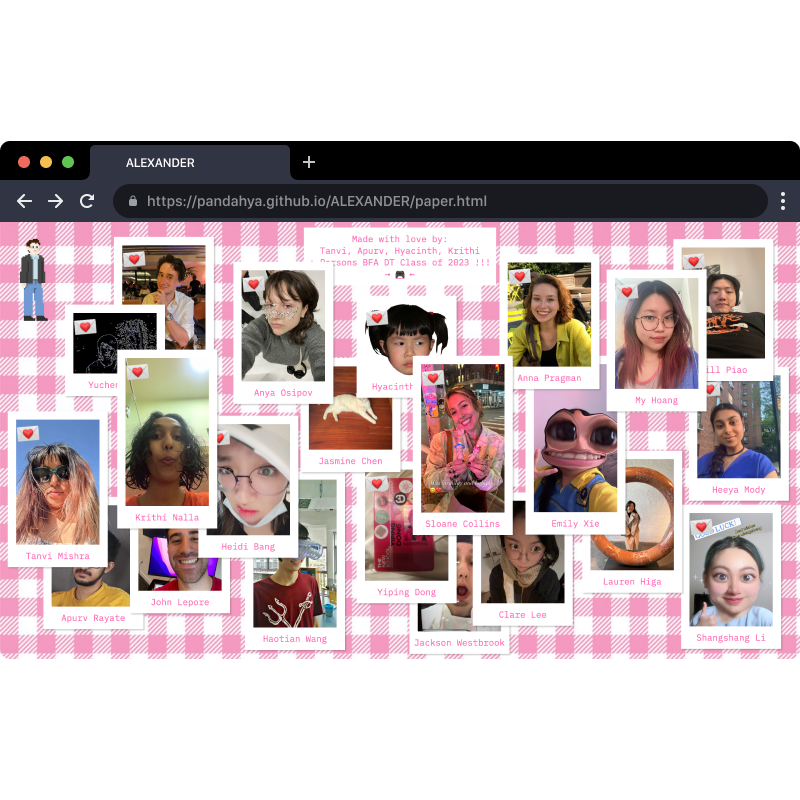 ALEXANDER
https://pandahya.github.io/ALEXANDER/paper.html
Made with love by:
Tanvi, Apurv, Hyacinth, Krithi
Parsons BFA DT Class of 2023 !!!
→ 🎮 ←
Anya Osipov
Hyacinth
Anna Pragman
My Hoang
ill Piao
Yuchen
Jasmine Chen
Krithi Nalla
Heidi Bang
Sloane Collins
Emily Xie
Heeya Mody
Tanvi Mishra
Apurv Rayate
John Lepore
Haotian Wang
Yiping Dong
Jackson Westbrook
Clare Lee
Lauren Higa
GOOD LUCK!
Shangshang Li